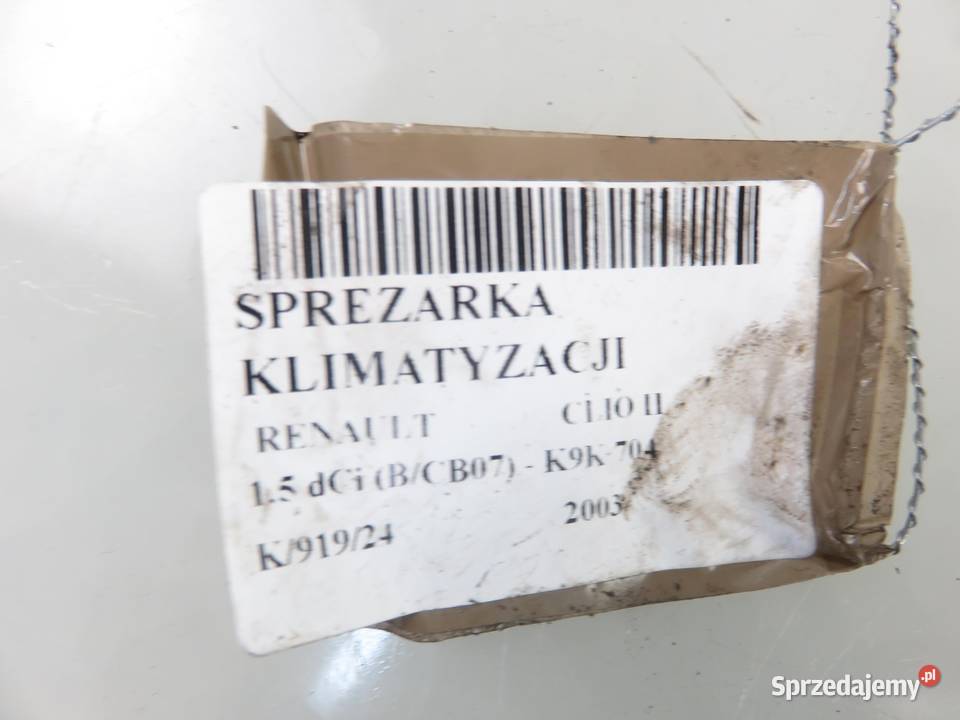 SPREZARKA
KLIMATYZACJI
RENAULT CLIO II
1.5 dCi (B/CB07) - K9K-704
K/919/24 2003
Sprzedajemy.pl